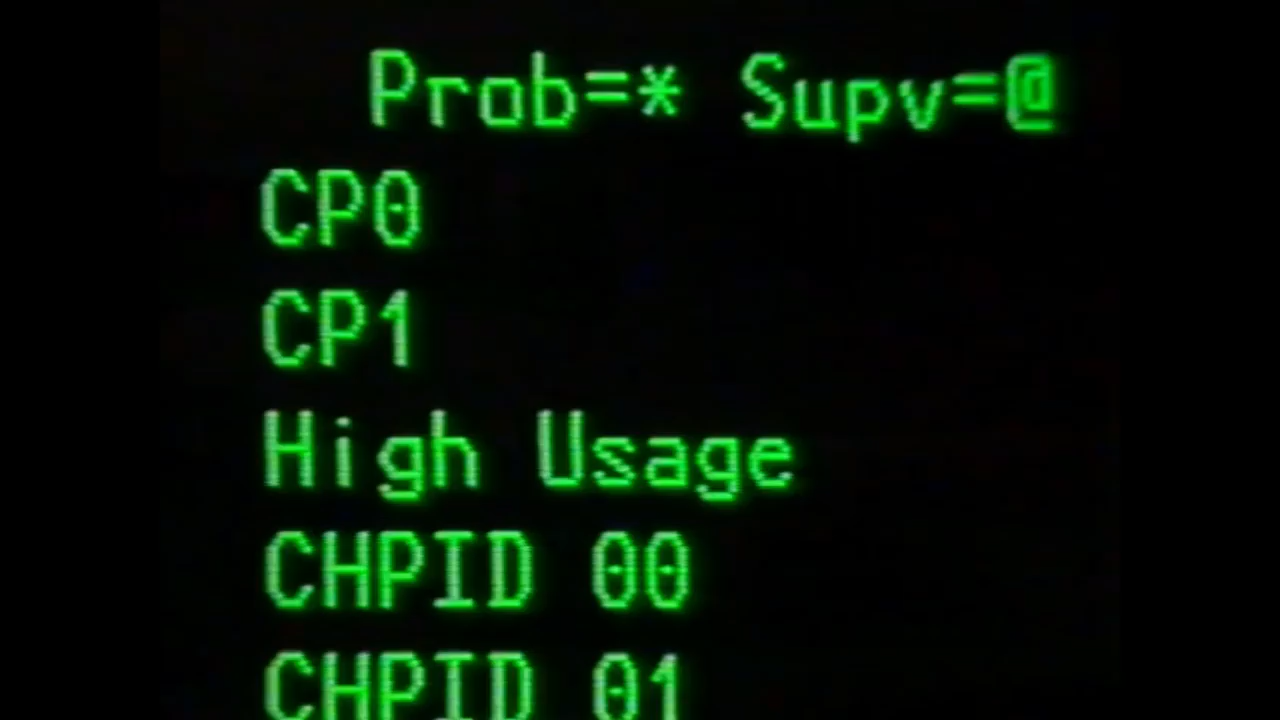 Prob=* Supv=@
CP0
CP1
High Usage
CHPID 00
CHPID 01